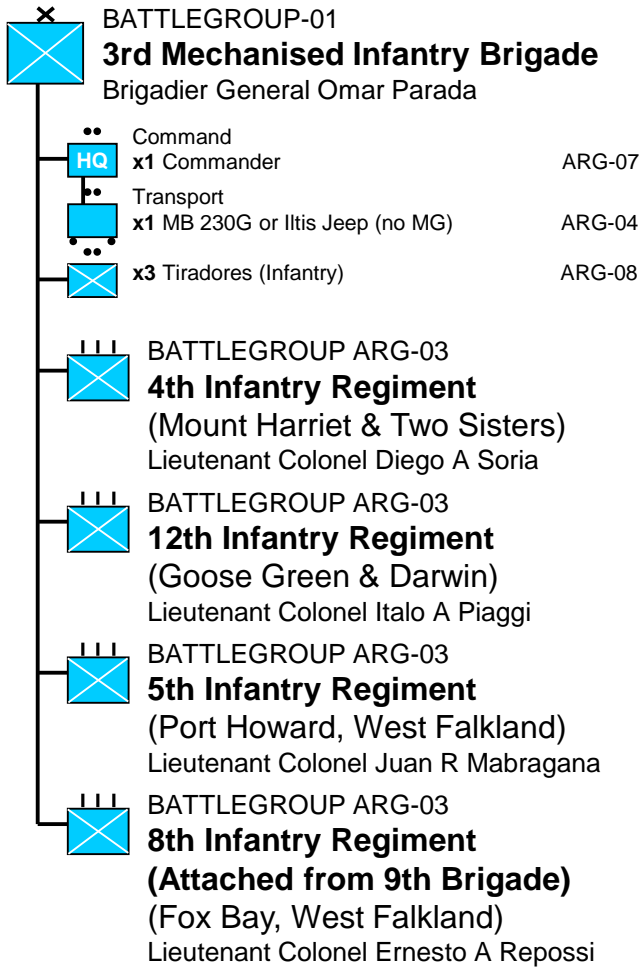 BATTLEGROUP-01
3rd Mechanised Infantry Brigade
Brigadier General Omar Parada
Command
HQ x1 Commander ARG-07
Transport
x1 MB 230G or Iltis Jeep (no MG) ARG-04
x3 Tiradores (Infantry) ARG-08
BATTLEGROUP ARG-03
4th Infantry Regiment
(Mount Harriet & Two Sisters)
Lieutenant Colonel Diego A Soria
BATTLEGROUP ARG-03
12th Infantry Regiment
(Goose Green & Darwin)
Lieutenant Colonel Italo A Piaggi
BATTLEGROUP ARG-03
5th Infantry Regiment
(Port Howard, West Falkland)
Lieutenant Colonel Juan R Mabragana
BATTLEGROUP ARG-03
8th Infantry Regiment
(Attached from 9th Brigade)
(Fox Bay, West Falkland)
Lieutenant Colonel Ernesto A Repossi